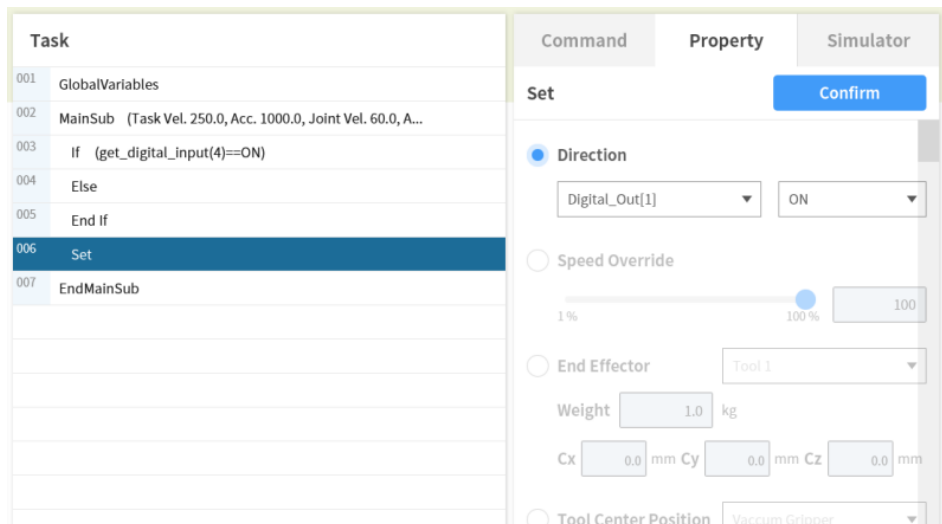 Task
001 GlobalVariables
002 MainSub (Task Vel. 250.0, Acc. 1000.0, Joint Vel. 60.0, A...
003 If (get_digital_input(4)==ON)
004 Else
005 End If
006 Set
007 EndMainSub
Command Property Simulator
Set Confirm
Direction
Digital_Out[1] ON
Speed Override
1 % 100 % 100
End Effector Tool 1
Weight 1.0 kg
Cx 0.0 mm Cy 0.0 mm Cz 0.0 mm
Tool Center Position Vaccum Gripper